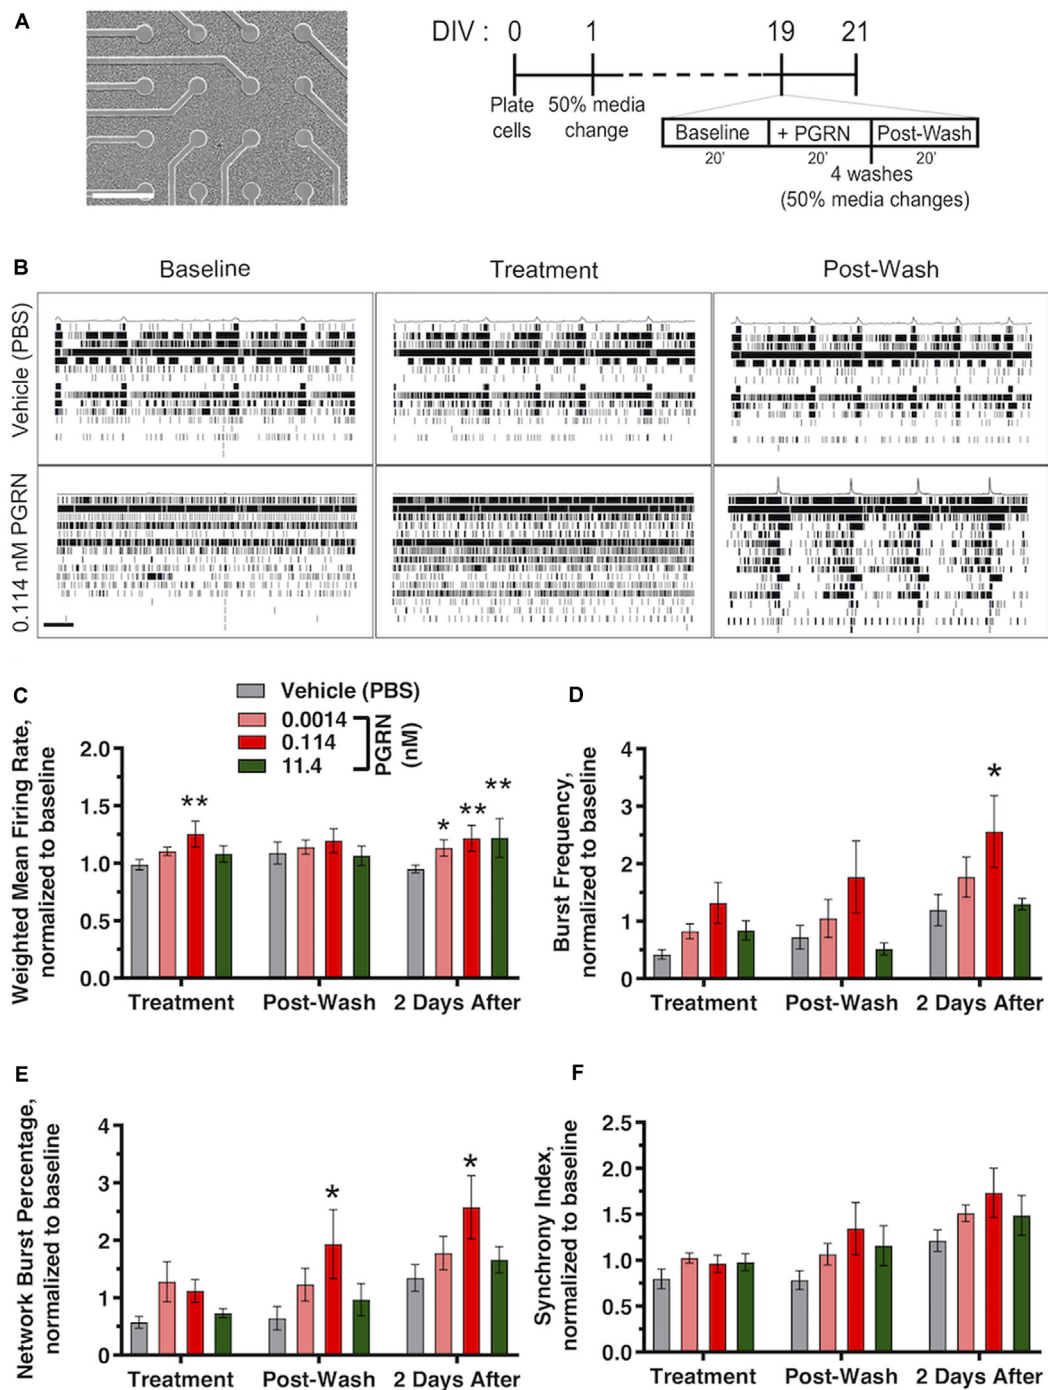 A
DIV : 0 1 19 21
Plate cells
50% media change
Baseline + PGRN Post-Wash
20' 20' 20'
4 washes
(50% media changes)
B
Baseline Treatment Post-Wash
Vehicle (PBS)
0.114 nM PGRN
C
Vehicle (PBS)
0.0014
0.114
11.4
PGRN
(nM)
Weighted Mean Firing Rate,
normalized to baseline
2.0
1.5
1.0
0.5
0.0
** * ** **
Treatment Post-Wash 2 Days After
D
Burst Frequency,
normalized to baseline
4
3
2
1
0
*
Treatment Post-Wash 2 Days After
E
Network Burst Percentage,
normalized to baseline
4
3
2
1
0
* *
Treatment Post-Wash 2 Days After
F
Synchrony Index,
normalized to baseline
2.5
2.0
1.5
1.0
0.5
0.0
Treatment Post-Wash 2 Days After